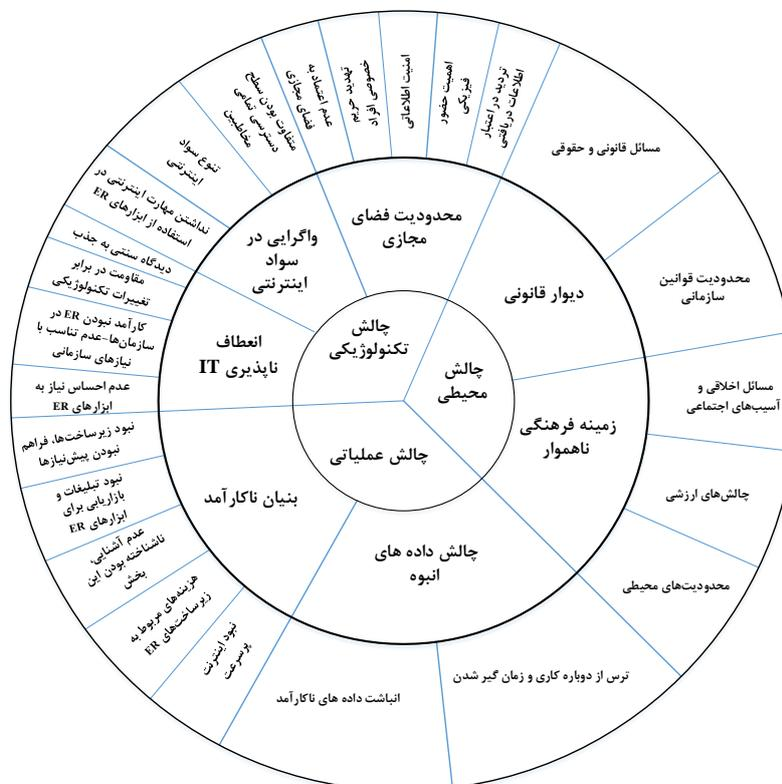 چالش
تکنولوژیکی
چالش
محیطی
چالش عملیاتی
محدودیت فضای
مجازی
دیوار قانونی
زمینه فرهنگی
ناهموار
چالش داده های
انبوه
بنیان ناکارآمد
انعطاف
ناپذیری IT
واگرایی در
سواد
اینترنتی
تردید در اعتبار
اطلاعات دریافتی
مسائل قانونی و حقوقی
محدودیت قوانین
سازمانی
مسائل اخلاقی و
آسیب‌های اجتماعی
چالش‌های ارزشی
محدودیت‌های محیطی
ترس از دوباره کاری و زمان گیر شدن
انباشت داده های ناکارآمد
نبود اینترنت
پرسرعت
هزینه‌های مربوط به
زیرساخت‌های ER
عدم آشنایی،
ناشناخته بودن این
بخش
نبود تبلیغات و
بازاریابی برای
ابزارهای ER
نبود زیرساخت‌ها، فراهم
نبودن پیش‌نیازها
عدم احساس نیاز به
ابزارهای ER
کارآمد نبودن ER در
سازمان‌ها-عدم تناسب با
نیازهای سازمانی
مقاومت در برابر
تغییرات تکنولوژیکی
دیدگاه سنتی به جذب
نداشتن مهارت اینترنتی در
استفاده از ابزارهای ER
تنوع سواد
اینترنتی
متفاوت بودن سطح
دسترسی تمامی
مخاطبین
عدم اعتماد به
فضای مجازی
تهدید حریم
خصوصی افراد
امنیت اطلاعاتی
اهمیت حضور
فیزیکی